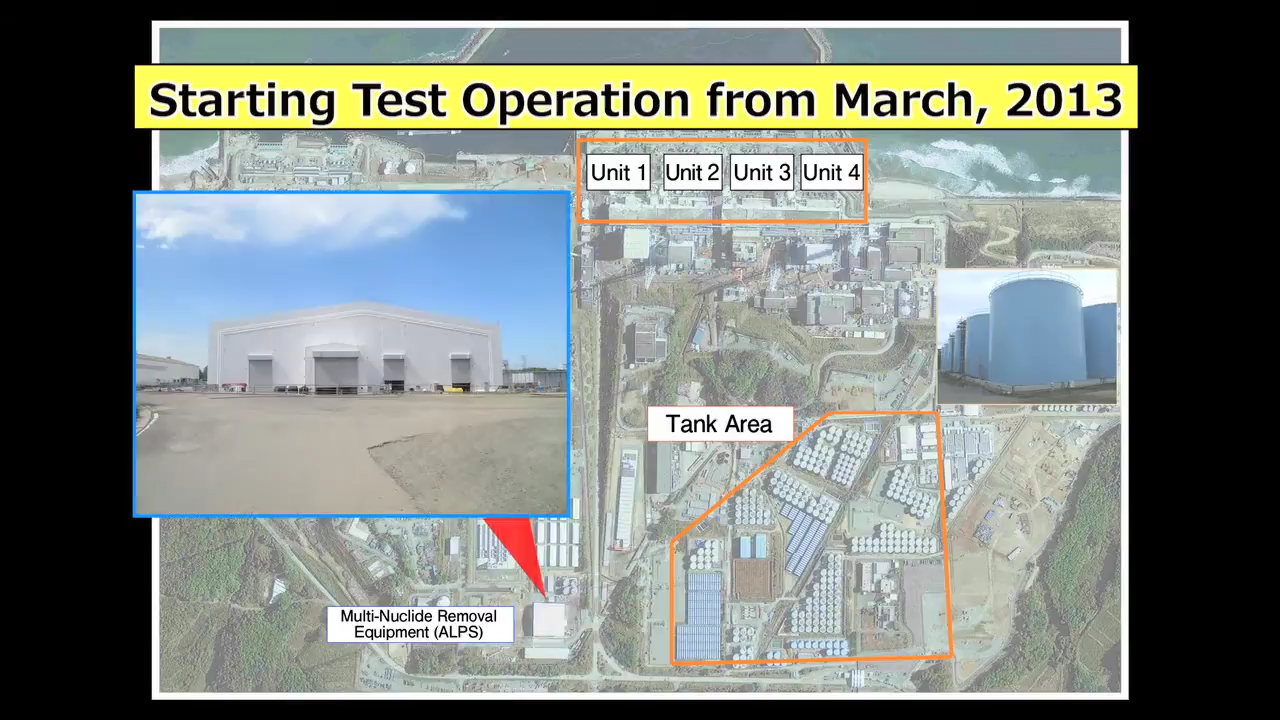 Starting Test Operation from March, 2013
Unit 1
Unit 2
Unit 3
Unit 4
Tank Area
Multi-Nuclide Removal
Equipment (ALPS)